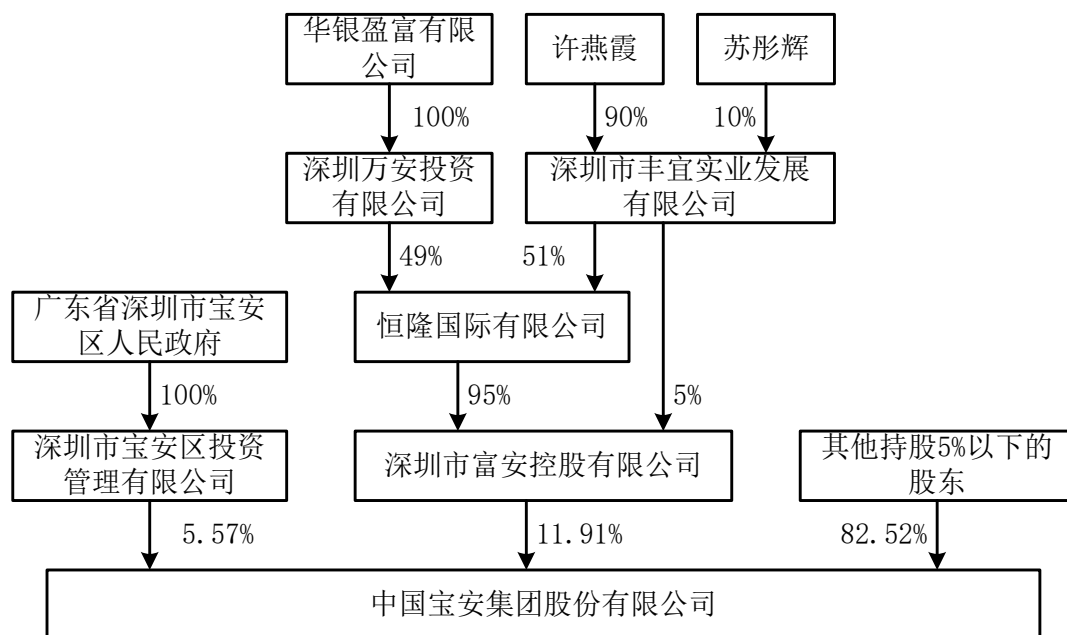 华银盈富有限
公司
许燕霞
苏彤辉
100%
90%
10%
深圳万安投资
有限公司
深圳市丰宜实业发展
有限公司
49%
51%
广东省深圳市宝安
区人民政府
恒隆国际有限公司
100%
95%
5%
深圳市宝安区投资
管理有限公司
深圳市富安控股有限公司
其他持股5%以下的
股东
5.57%
11.91%
82.52%
中国宝安集团股份有限公司